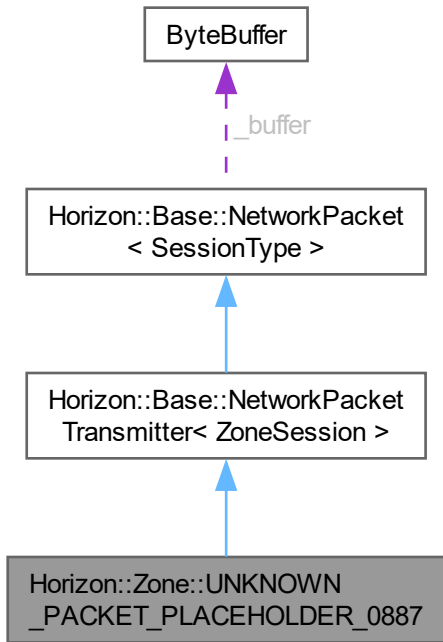 ByteBuffer
_buffer
Horizon::Base::NetworkPacket
< SessionType >
Horizon::Base::NetworkPacket
Transmitter< ZoneSession >
Horizon::Zone::UNKNOWN
_PACKET_PLACEHOLDER_0887